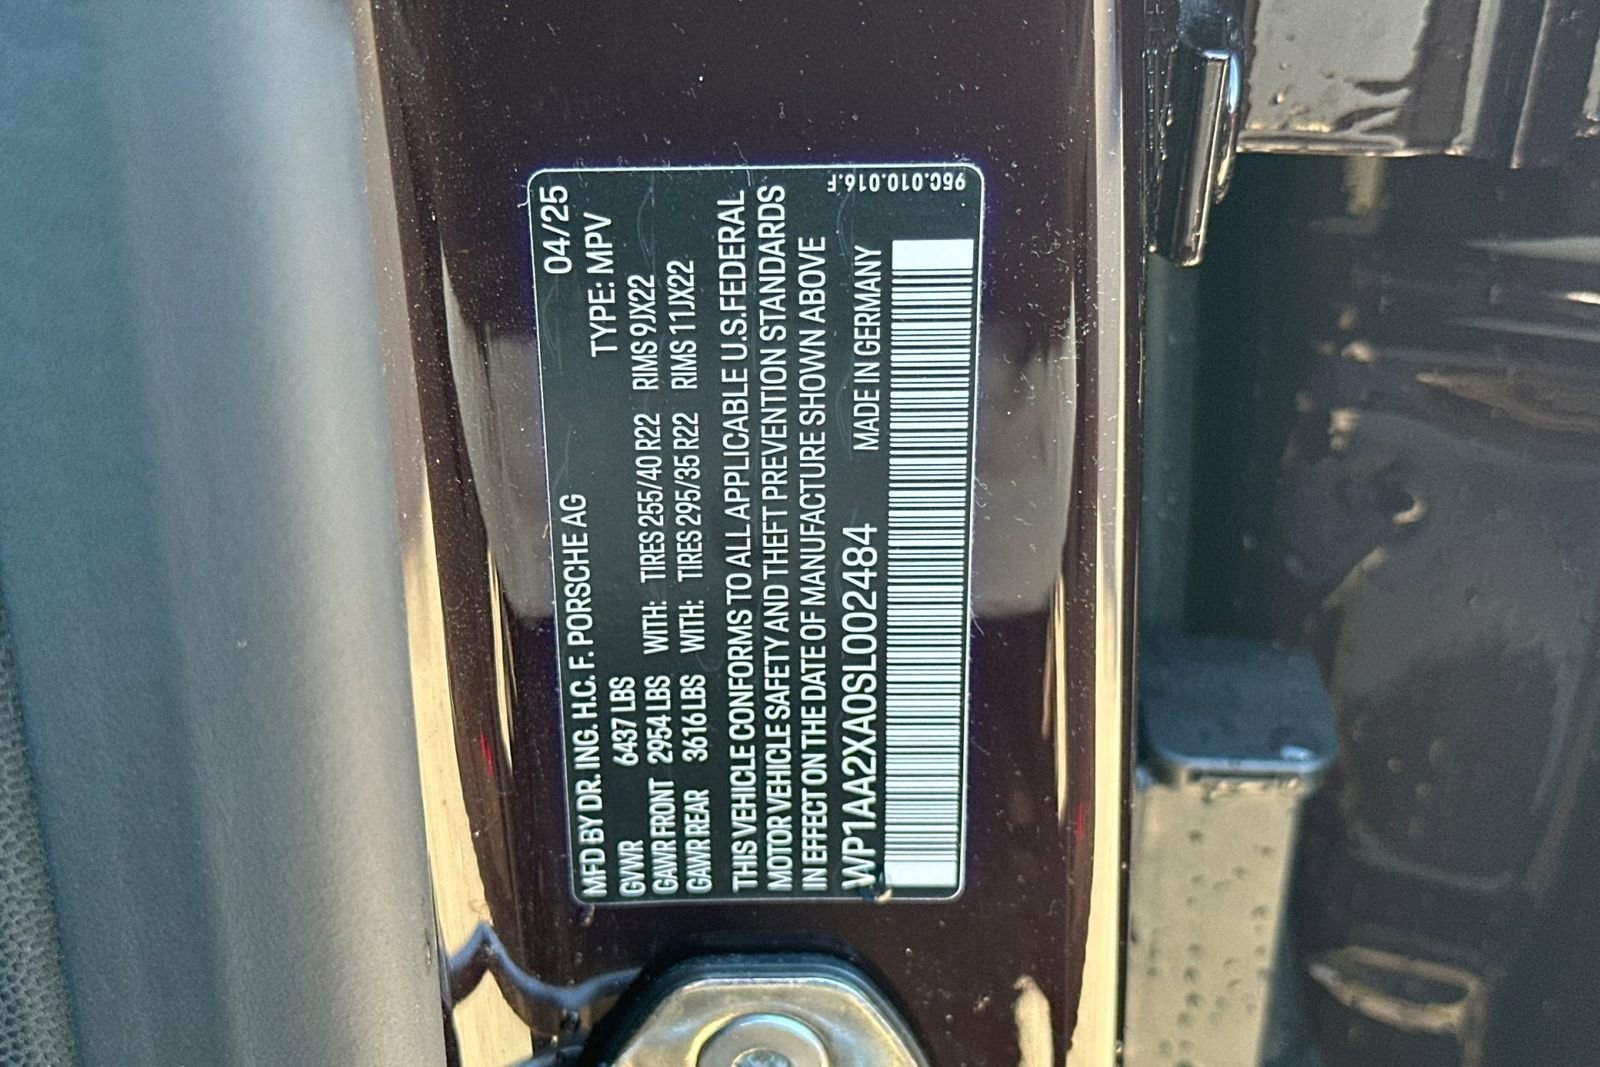 04/25
MFD BY DR. ING. H.C. F. PORSCHE AG
TYPE: MPV
GVWR 6437 LBS
GAWR FRONT 2954 LBS WITH: TIRES 255/40 R22 RIMS 9JX22
GAWR REAR 3616 LBS WITH: TIRES 295/35 R22 RIMS 11JX22
THIS VEHICLE CONFORMS TO ALL APPLICABLE U.S. FEDERAL
MOTOR VEHICLE SAFETY AND THEFT PREVENTION STANDARDS
IN EFFECT ON THE DATE OF MANUFACTURE SHOWN ABOVE
WP1AA2XA0SL002484 MADE IN GERMANY
95C.010.016.F